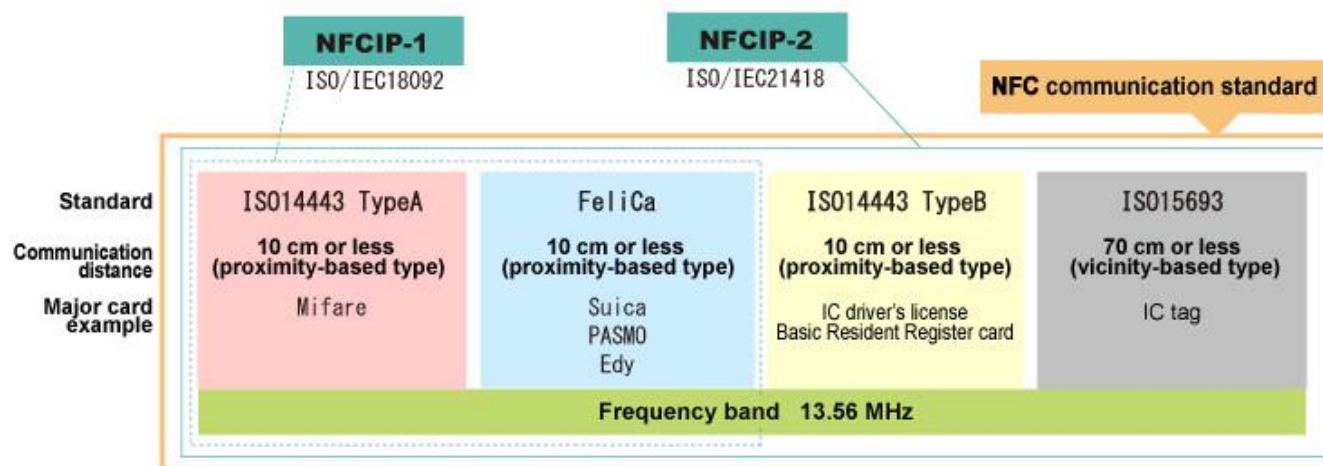 NFCIP-1
ISO/IEC18092
NFCIP-2
ISO/IEC21418
NFC communication standard
Standard
ISO14443 TypeA
FeliCa
ISO14443 TypeB
ISO15693
Communication
distance
10 cm or less
(proximity-based type)
10 cm or less
(proximity-based type)
10 cm or less
(proximity-based type)
70 cm or less
(vicinity-based type)
Major card
example
Mifare
Suica
PASMO
Edy
IC driver's license
Basic Resident Register card
IC tag
Frequency band 13.56 MHz